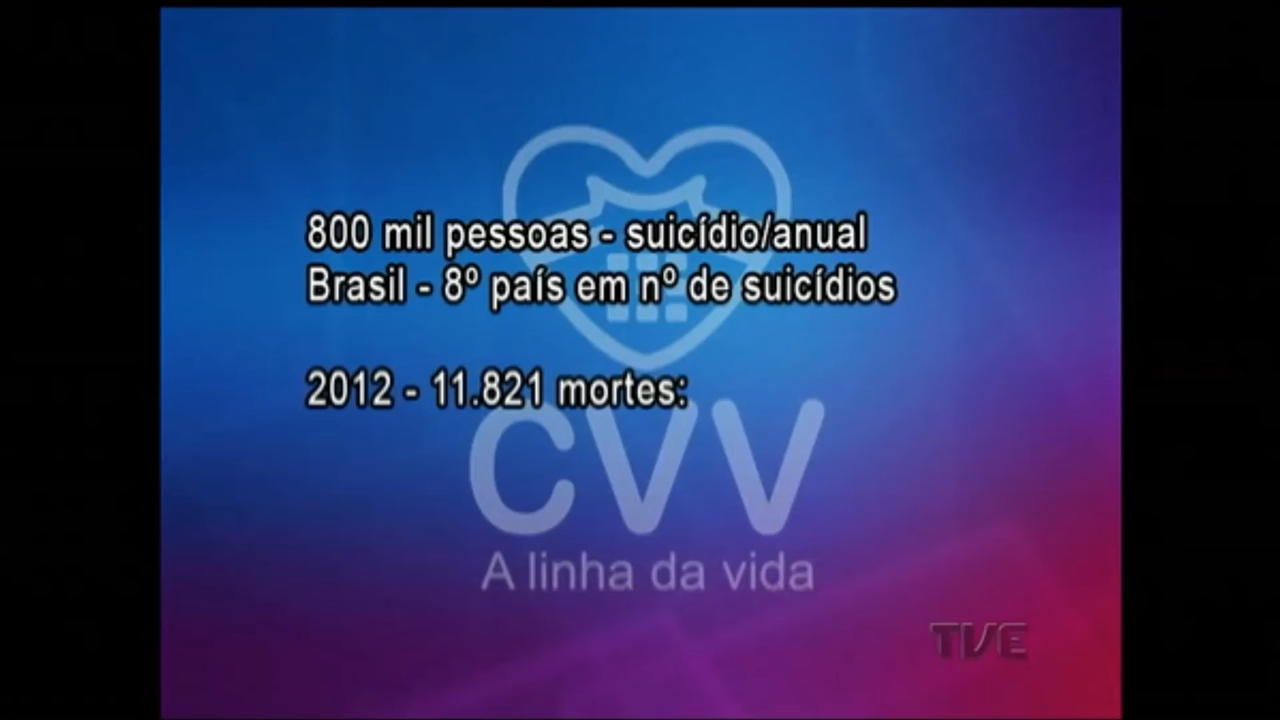 800 mil pessoas - suicídio/anual
Brasil - 8º país em nº de suicídios
2012 - 11.821 mortes:
CVV
A linha da vida
TVE